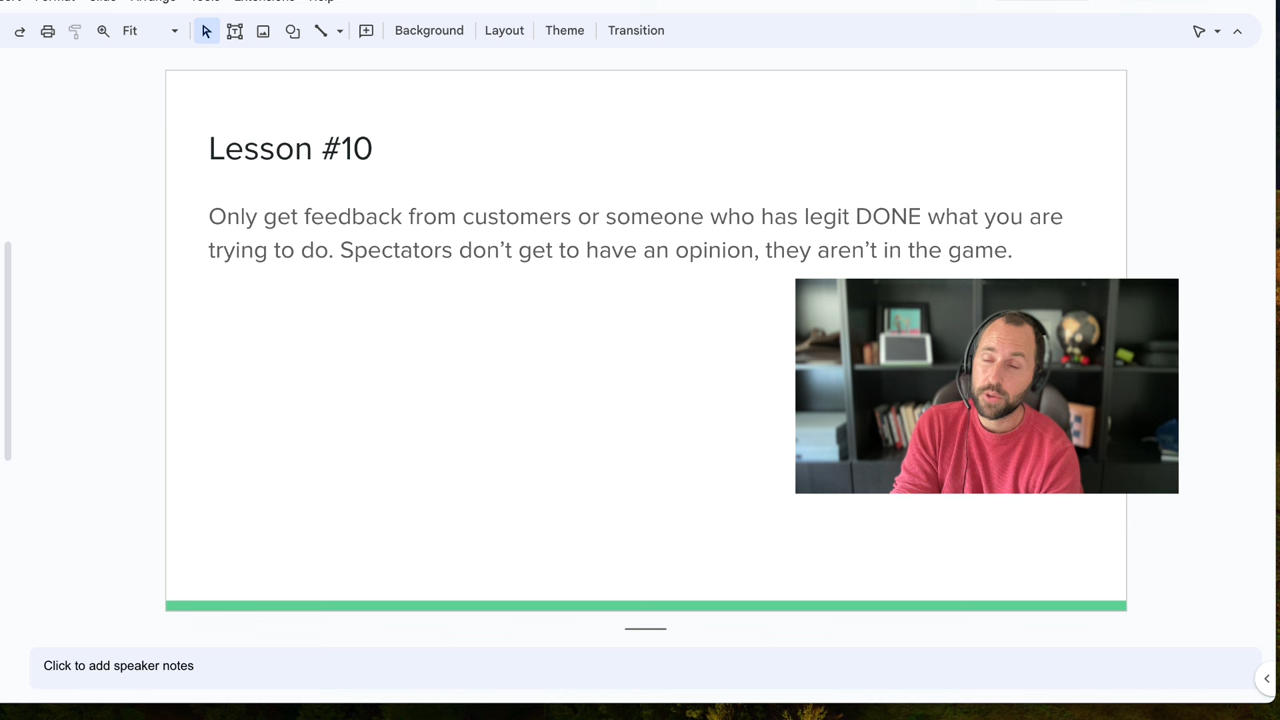 Fit
Background
Layout
Theme
Transition
Lesson #10
Only get feedback from customers or someone who has legit DONE what you are
trying to do. Spectators don’t get to have an opinion, they aren’t in the game.
Click to add speaker notes